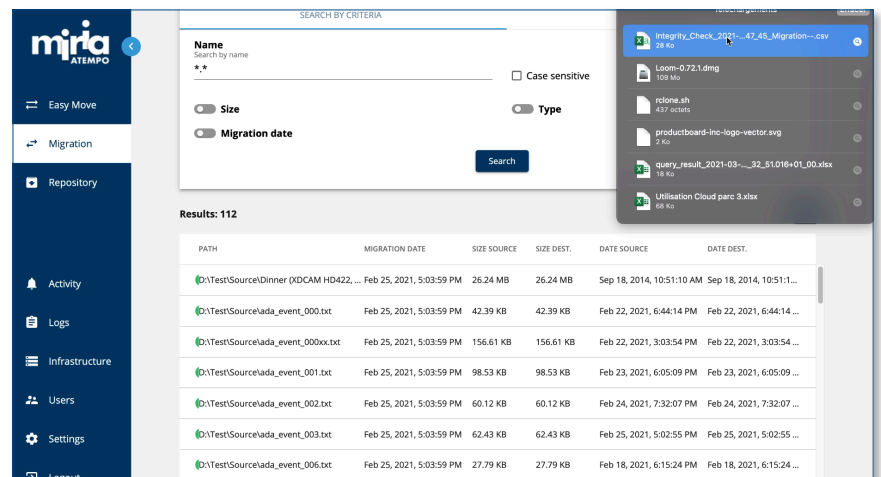 miria
ATEMPO
Easy Move
Migration
Repository
Activity
Logs
Infrastructure
Users
Settings
Logout
SEARCH BY CRITERIA
Name
Search by name
*.*
Case sensitive
Size
Type
Migration date
Search
Téléchargements
Effacer
Integrity_Check_2021-...47_45_Migration--.csv
28 Ko
Loom-0.72.1.dmg
109 Mo
rclone.sh
437 octets
productboard-inc-logo-vector.svg
2 Ko
query_result_2021-03-..._32_51.016+01_00.xlsx
18 Ko
Utilisation Cloud parc 3.xlsx
68 Ko
Results: 112
PATH MIGRATION DATE SIZE SOURCE SIZE DEST. DATE SOURCE DATE DEST.
D:\Test\Source\Dinner (XDCAM HD422, ... Feb 25, 2021, 5:03:59 PM 26.24 MB 26.24 MB Sep 18, 2014, 10:51:10 AM Sep 18, 2014, 10:51:1...
D:\Test\Source\ada_event_000.txt Feb 25, 2021, 5:03:59 PM 42.39 KB 42.39 KB Feb 22, 2021, 6:44:14 PM Feb 22, 2021, 6:44:14 ...
D:\Test\Source\ada_event_000xx.txt Feb 25, 2021, 5:03:59 PM 156.61 KB 156.61 KB Feb 22, 2021, 3:03:54 PM Feb 22, 2021, 3:03:54 ...
D:\Test\Source\ada_event_001.txt Feb 25, 2021, 5:03:59 PM 98.53 KB 98.53 KB Feb 23, 2021, 6:05:09 PM Feb 23, 2021, 6:05:09 ...
D:\Test\Source\ada_event_002.txt Feb 25, 2021, 5:03:59 PM 60.12 KB 60.12 KB Feb 24, 2021, 7:32:07 PM Feb 24, 2021, 7:32:07 ...
D:\Test\Source\ada_event_003.txt Feb 25, 2021, 5:03:59 PM 62.43 KB 62.43 KB Feb 25, 2021, 5:02:55 PM Feb 25, 2021, 5:02:55 ...
D:\Test\Source\ada_event_006.txt Feb 25, 2021, 5:03:59 PM 27.79 KB 27.79 KB Feb 18, 2021, 6:15:24 PM Feb 18, 2021, 6:15:24 ...